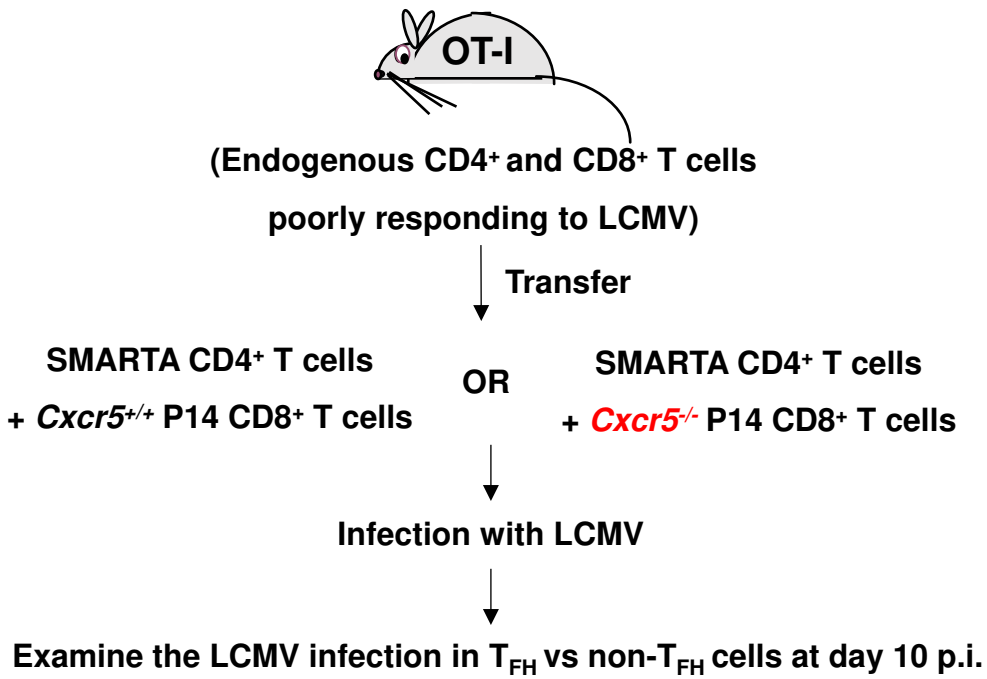 OT-I
(Endogenous CD4⁺ and CD8⁺ T cells
poorly responding to LCMV)
Transfer
SMARTA CD4⁺ T cells
+ Cxcr5⁺/⁺ P14 CD8⁺ T cells
OR
SMARTA CD4⁺ T cells
+ Cxcr5⁻/⁻ P14 CD8⁺ T cells
Infection with LCMV
Examine the LCMV infection in T_FH vs non-T_FH cells at day 10 p.i.